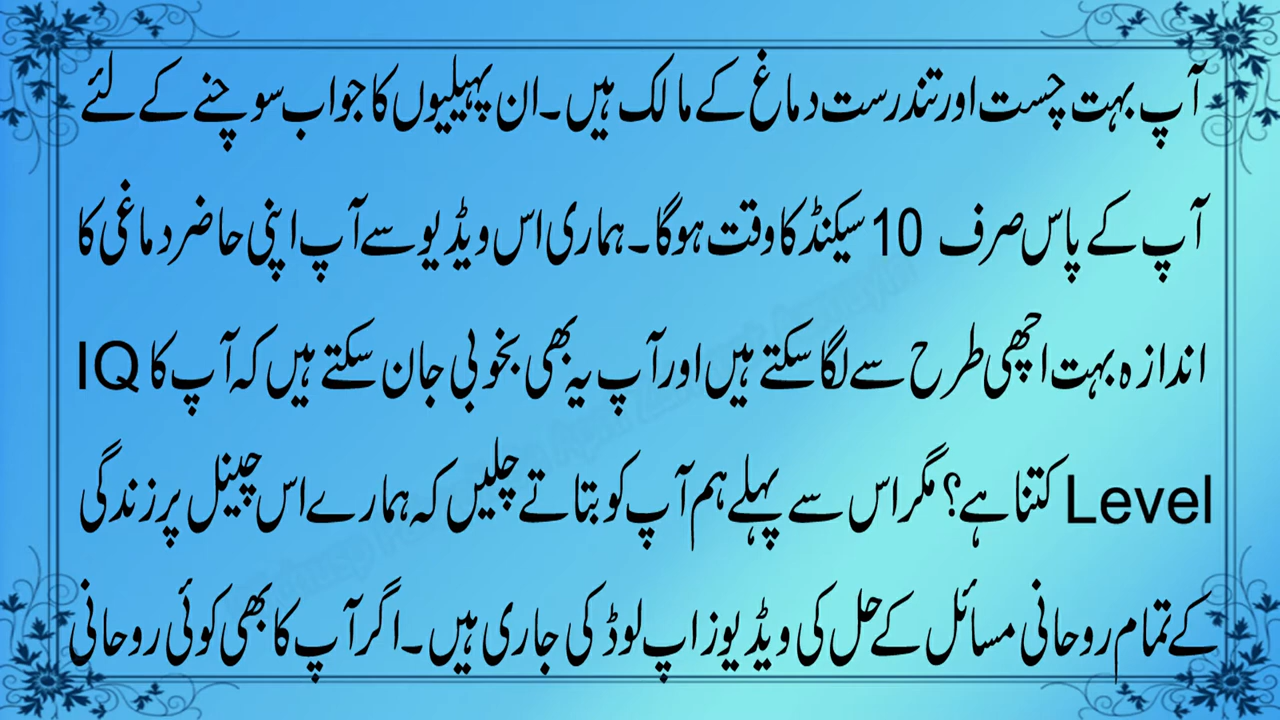 آپ بہت چست اور تندرست دماغ کے مالک ہیں۔ان پہیلیوں کا جواب سوچنے کے لئے
آپ کے پاس صرف 10 سیکنڈ کا وقت ہوگا۔ہماری اس ویڈیو سے آپ اپنی حاضر دماغی کا
اندازہ بہت اچھی طرح سے لگا سکتے ہیں اور آپ یہ بھی بخوبی جان سکتے ہیں کہ آپ کا IQ
Level کتنا ہے؟ مگر اس سے پہلے ہم آپ کو بتاتے چلیں کہ ہمارے اس چینل پر زندگی
کے تمام روحانی مسائل کے حل کی ویڈیوز اپ لوڈ کی جاری ہیں۔اگر آپ کا بھی کوئی روحانی